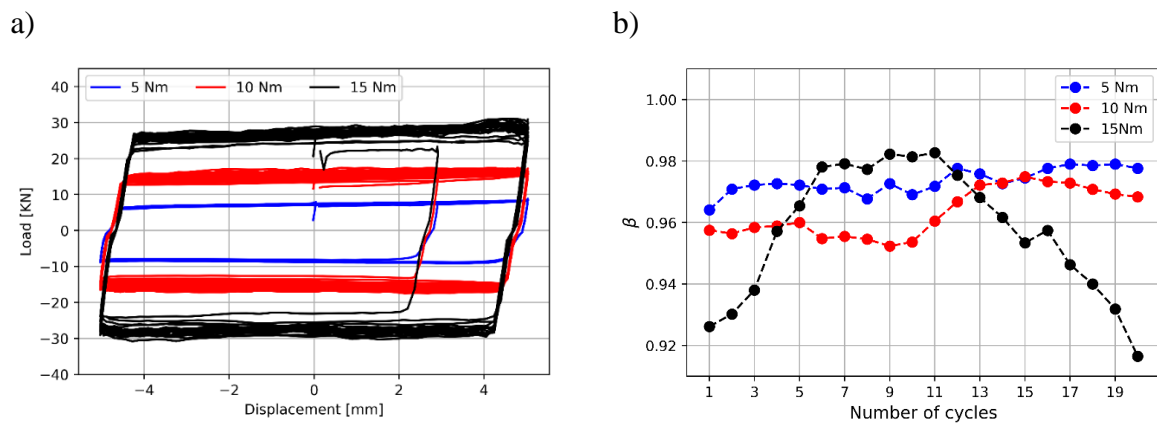 a)
b)
5 Nm 10 Nm 15 Nm
40
30
20
10
0
−10
−20
−30
−40
Load [KN]
−4 −2 0 2 4
Displacement [mm]
5 Nm
10 Nm
15Nm
1.00
0.98
0.96
0.94
0.92
β
1 3 5 7 9 11 13 15 17 19
Number of cycles